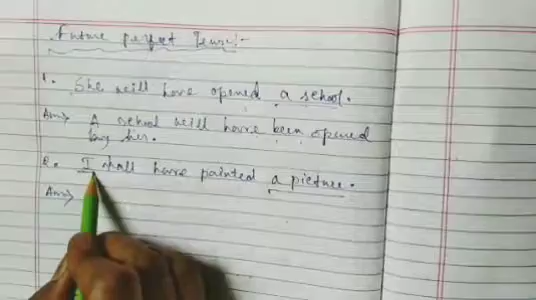 Future perfect Tense:-
1. She will have opened a school.
Ans→ A school will have been opened
by her.
2. I shall have painted a picture.
Ans→